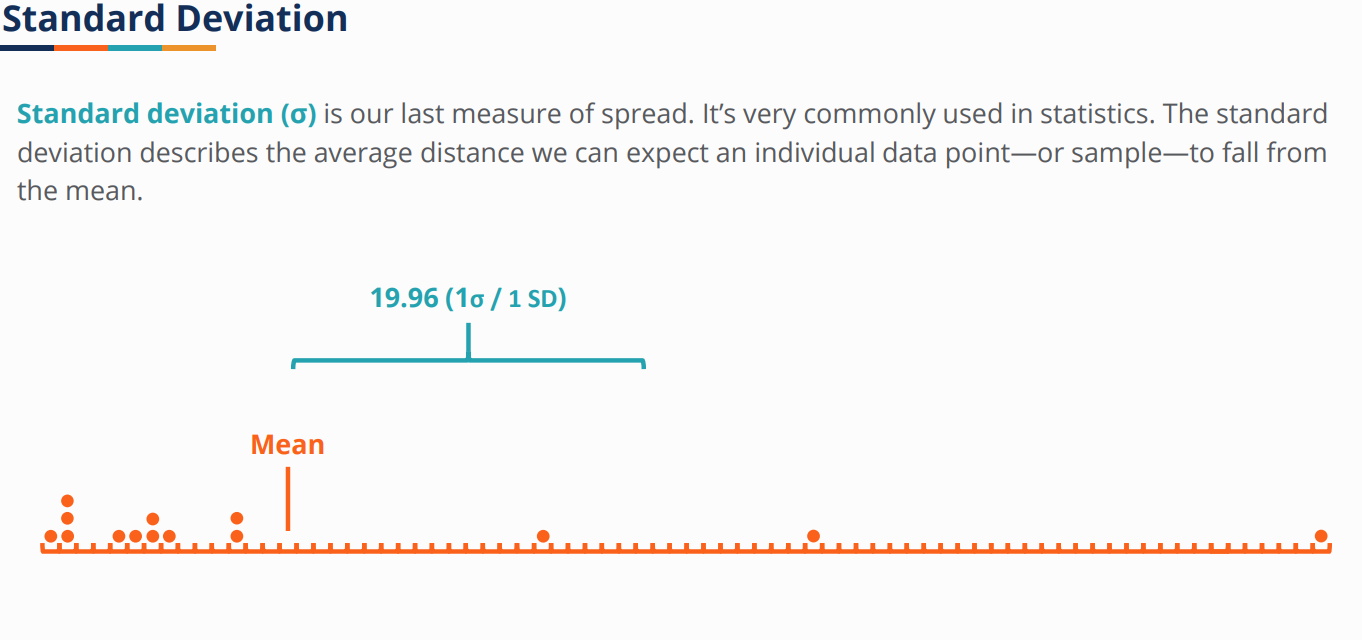 Standard Deviation
Standard deviation (σ) is our last measure of spread. It’s very commonly used in statistics. The standard
deviation describes the average distance we can expect an individual data point—or sample—to fall from
the mean.
19.96 (1σ / 1 SD)
Mean